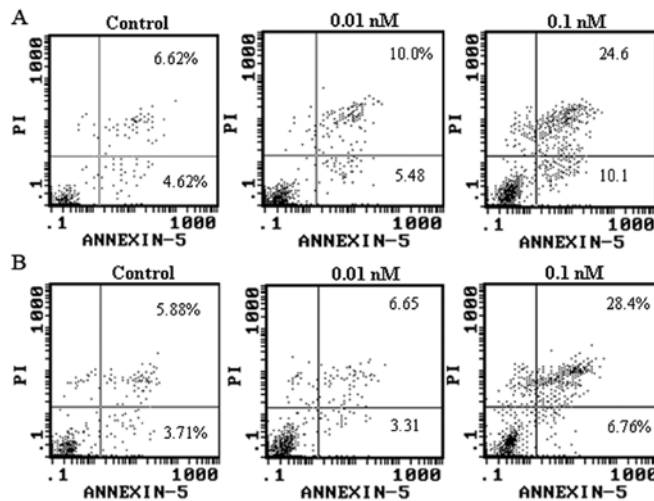 A
Control
0.01 nM
0.1 nM
1000
6.62%
PI
1
4.62%
.1
1000
ANNEXIN-5
1000
10.0%
PI
1
5.48
.1
1000
ANNEXIN-5
1000
24.6
PI
1
10.1
.1
1000
ANNEXIN-5
B
Control
0.01 nM
0.1 nM
1000
5.88%
PI
.1
3.71%
.1
1000
ANNEXIN-5
1000
6.65
PI
.1
3.31
.1
1000
ANNEXIN-5
1000
28.4%
PI
.1
6.76%
.1
1000
ANNEXIN-5